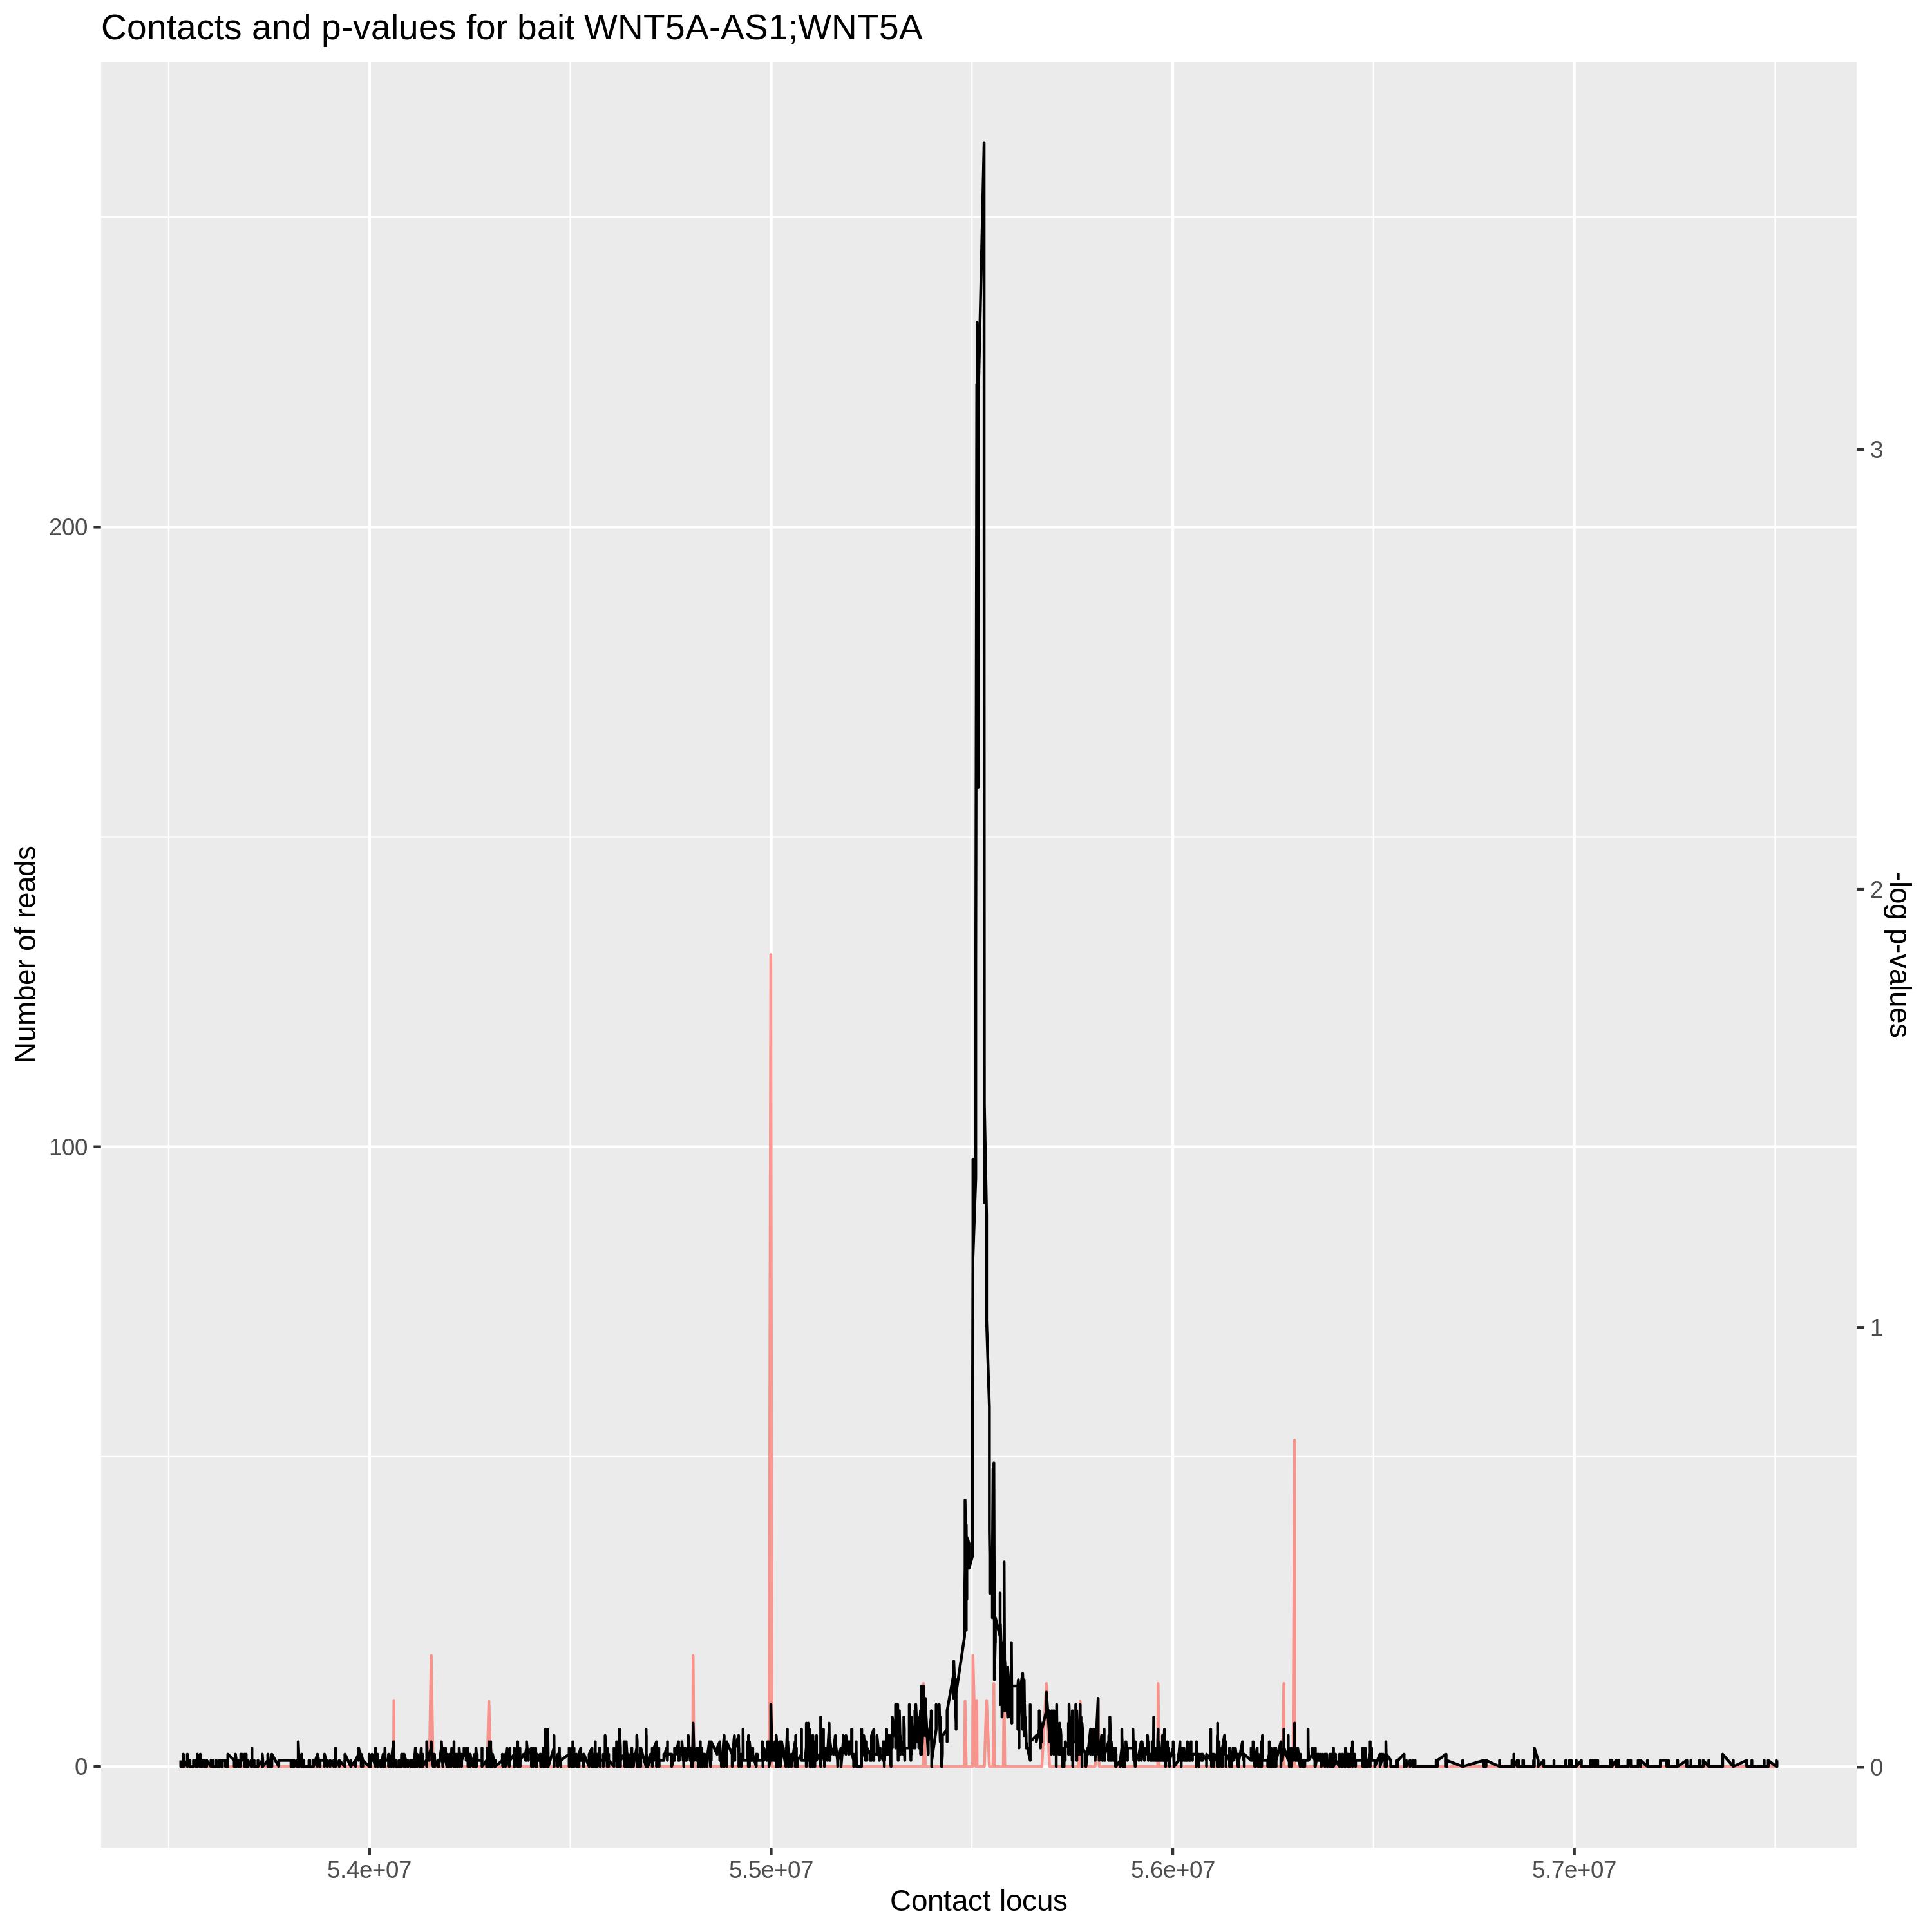 Contacts and p-values for bait WNT5A-AS1;WNT5A
Number of reads
200
100
0
3
2
1
0
-log p-values
5.4e+07
5.5e+07
5.6e+07
5.7e+07
Contact locus